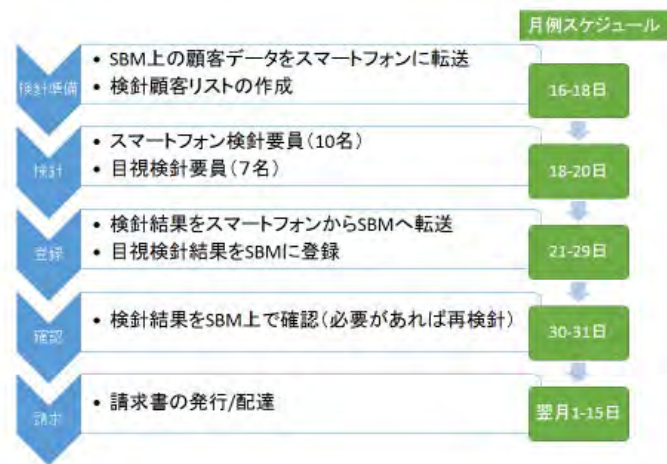 月例スケジュール
検針準備
• SBM上の顧客データをスマートフォンに転送
• 検針顧客リストの作成
16-18日
検針
• スマートフォン検針要員(10名)
• 目視検針要員(7名)
18-20日
登録
• 検針結果をスマートフォンからSBMへ転送
• 目視検針結果をSBMに登録
21-29日
確認
• 検針結果をSBM上で確認(必要があれば再検針)
30-31日
請求
• 請求書の発行/配達
翌月1-15日